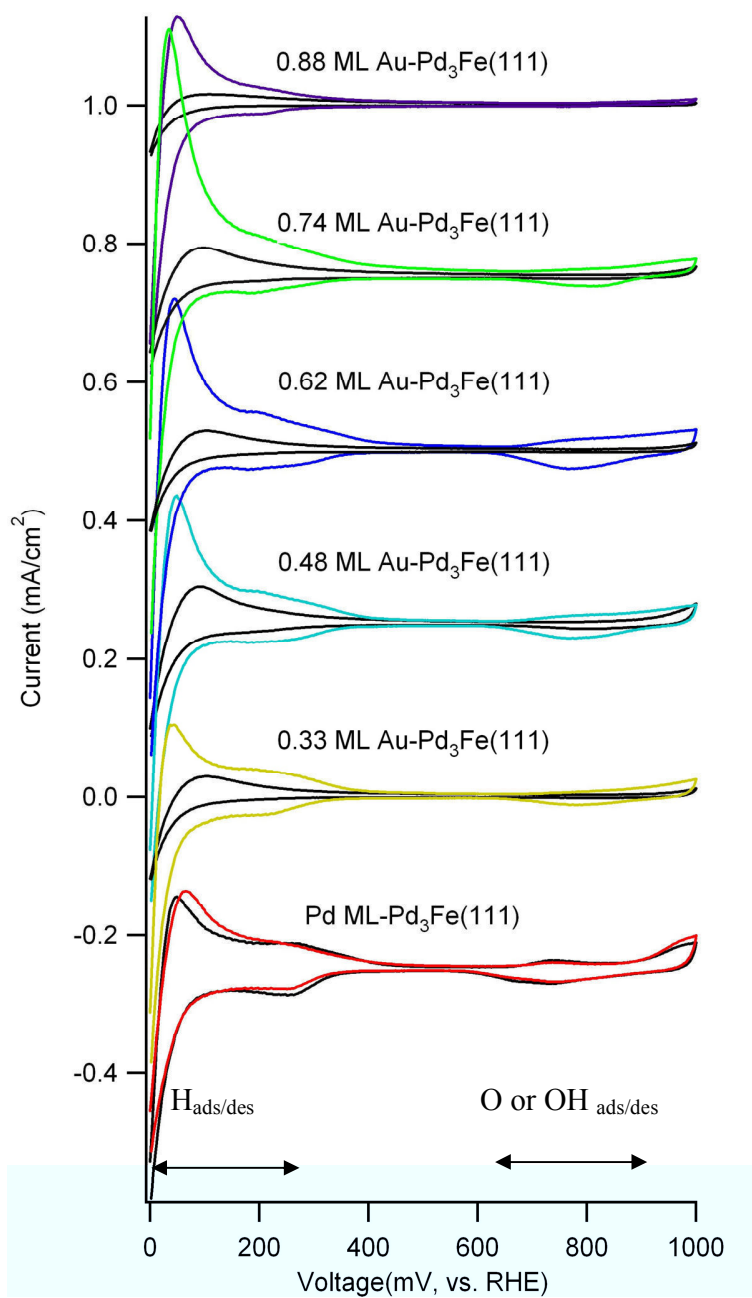 0.88 ML Au-Pd₃Fe(111)
1.0
0.74 ML Au-Pd₃Fe(111)
0.8
0.62 ML Au-Pd₃Fe(111)
0.6
Current (mA/cm²)
0.4
0.48 ML Au-Pd₃Fe(111)
0.2
0.33 ML Au-Pd₃Fe(111)
0.0
Pd ML-Pd₃Fe(111)
-0.2
-0.4
H ads/des
O or OH ads/des
0 200 400 600 800 1000
Voltage(mV, vs. RHE)